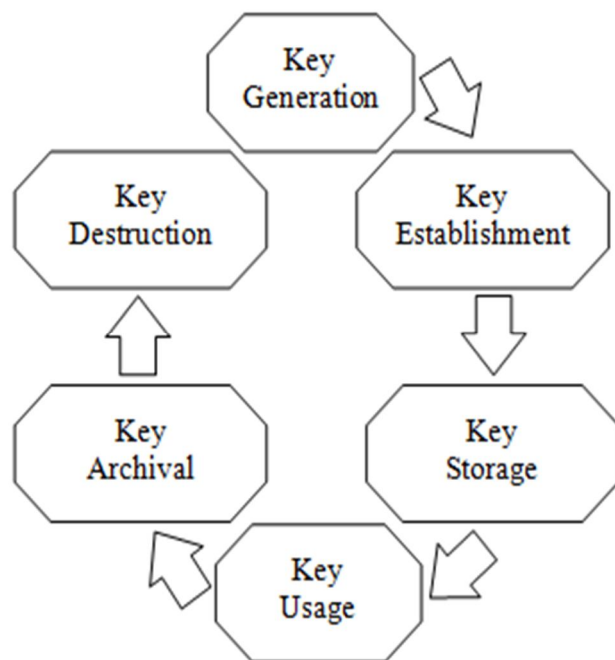 Key
Generation
Key
Establishment
Key
Storage
Key
Usage
Key
Archival
Key
Destruction